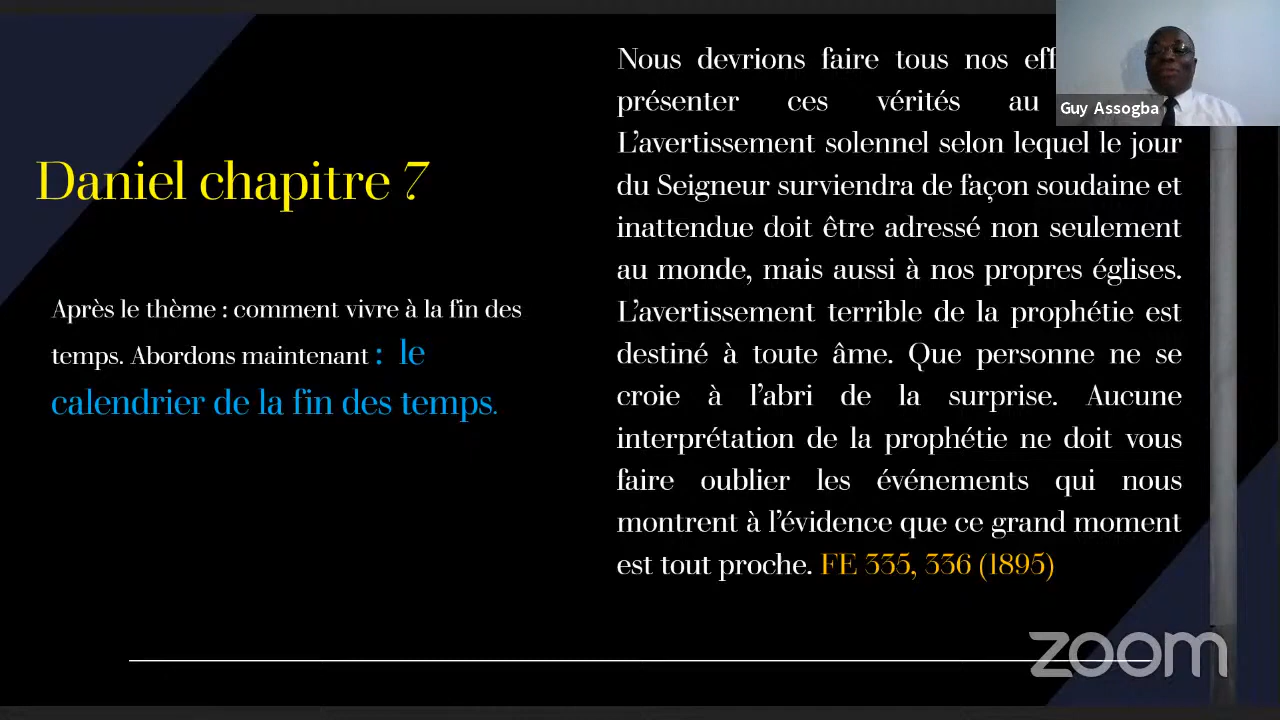 Daniel chapitre 7
Après le thème : comment vivre à la fin des
temps. Abordons maintenant : le
calendrier de la fin des temps.
Nous devrions faire tous nos
présenter ces vérités au
L'avertissement solennel selon lequel le jour
du Seigneur surviendra de façon soudaine et
inattendue doit être adressé non seulement
au monde, mais aussi à nos propres églises.
L'avertissement terrible de la prophétie est
destiné à toute âme. Que personne ne se
croie à l'abri de la surprise. Aucune
interprétation de la prophétie ne doit vous
faire oublier les événements qui nous
montrent à l'évidence que ce grand moment
est tout proche. FE 335, 336 (1895)
Guy Assogba
zoom